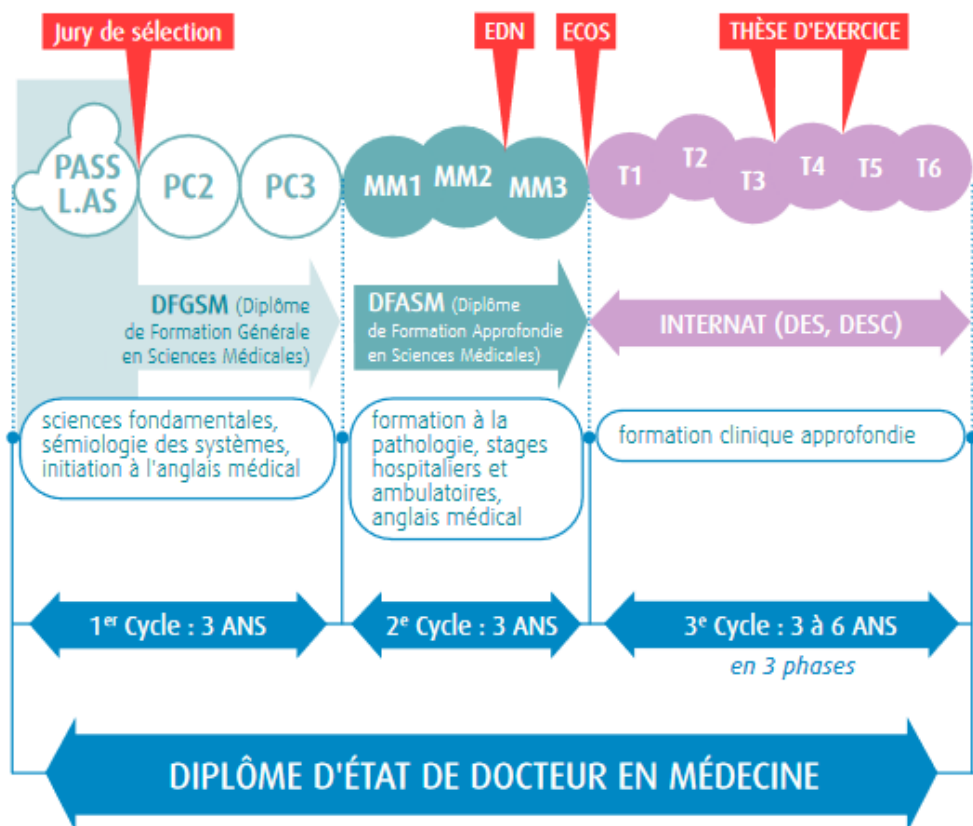 Jury de sélection
EDN
ECOS
THÈSE D'EXERCICE
PASS
L.AS
PC2
PC3
MM1
MM2
MM3
T1
T2
T3
T4
T5
T6
DFGSM (Diplôme
de Formation Générale
en Sciences Médicales)
DFASM (Diplôme
de Formation Approfondie
en Sciences Médicales)
INTERNAT (DES, DESC)
sciences fondamentales,
sémiologie des systèmes,
initiation à l'anglais médical
formation à la
pathologie, stages
hospitaliers et
ambulatoires,
anglais médical
formation clinique approfondie
1er Cycle : 3 ANS
2e Cycle : 3 ANS
3e Cycle : 3 à 6 ANS
en 3 phases
DIPLÔME D'ÉTAT DE DOCTEUR EN MÉDECINE